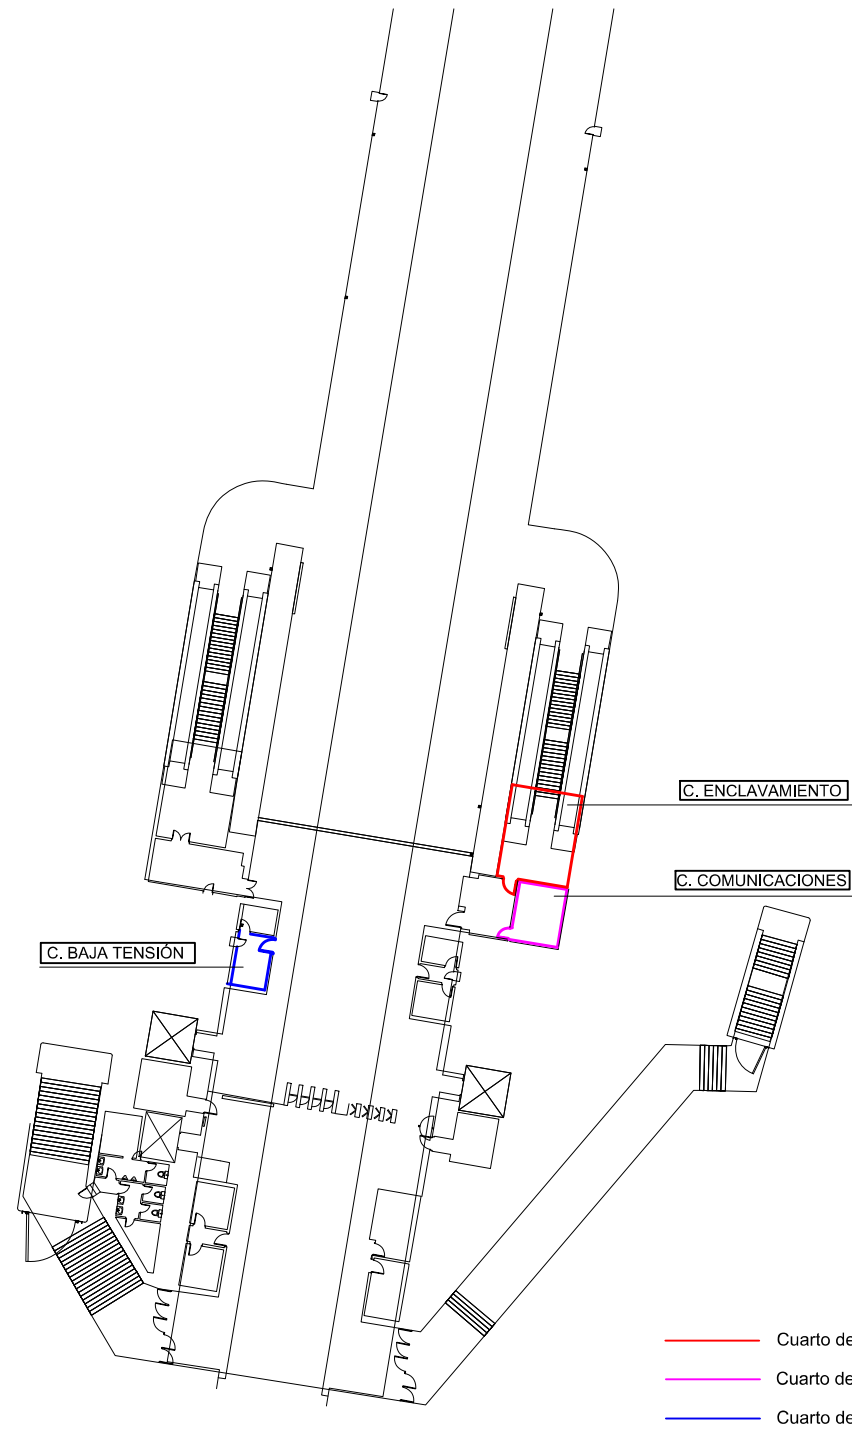 C. ENCLAVAMIENTO
C. COMUNICACIONES
C. BAJA TENSIÓN
Cuarto de
Cuarto de
Cuarto de